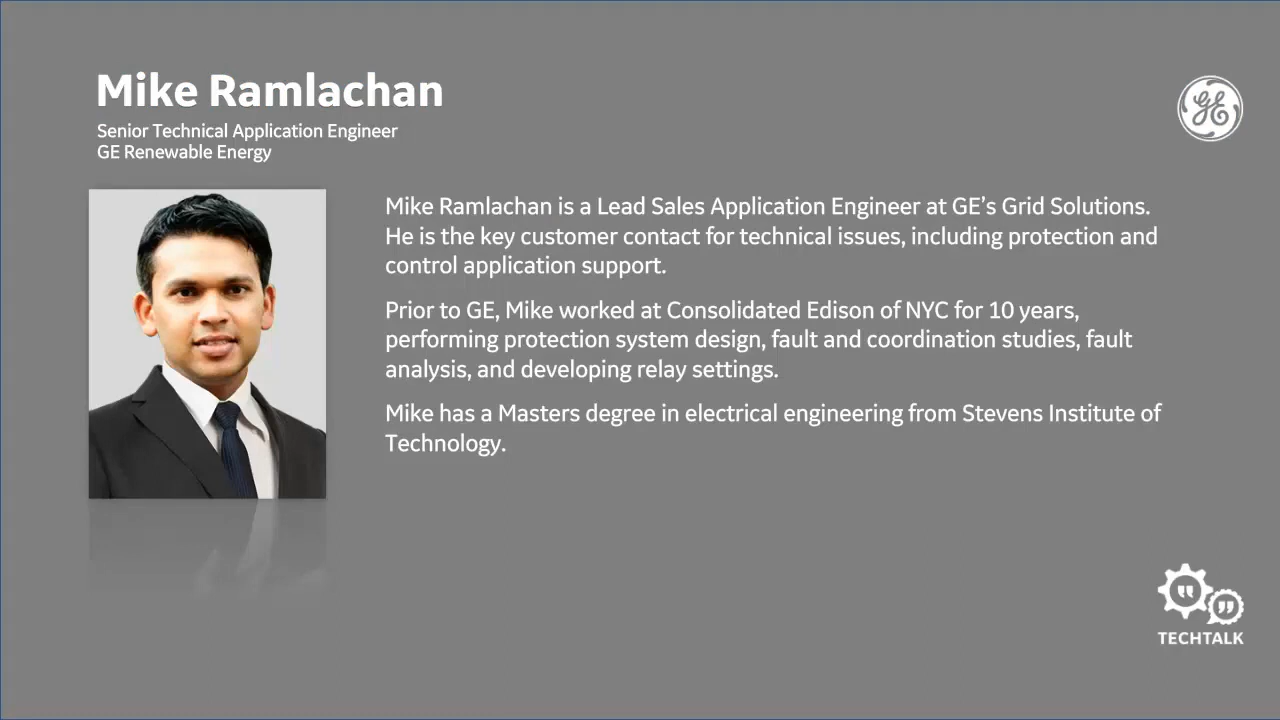 Mike Ramlachan
Senior Technical Application Engineer
GE Renewable Energy
GE
Mike Ramlachan is a Lead Sales Application Engineer at GE’s Grid Solutions.
He is the key customer contact for technical issues, including protection and
control application support.
Prior to GE, Mike worked at Consolidated Edison of NYC for 10 years,
performing protection system design, fault and coordination studies, fault
analysis, and developing relay settings.
Mike has a Masters degree in electrical engineering from Stevens Institute of
Technology.
TECHTALK